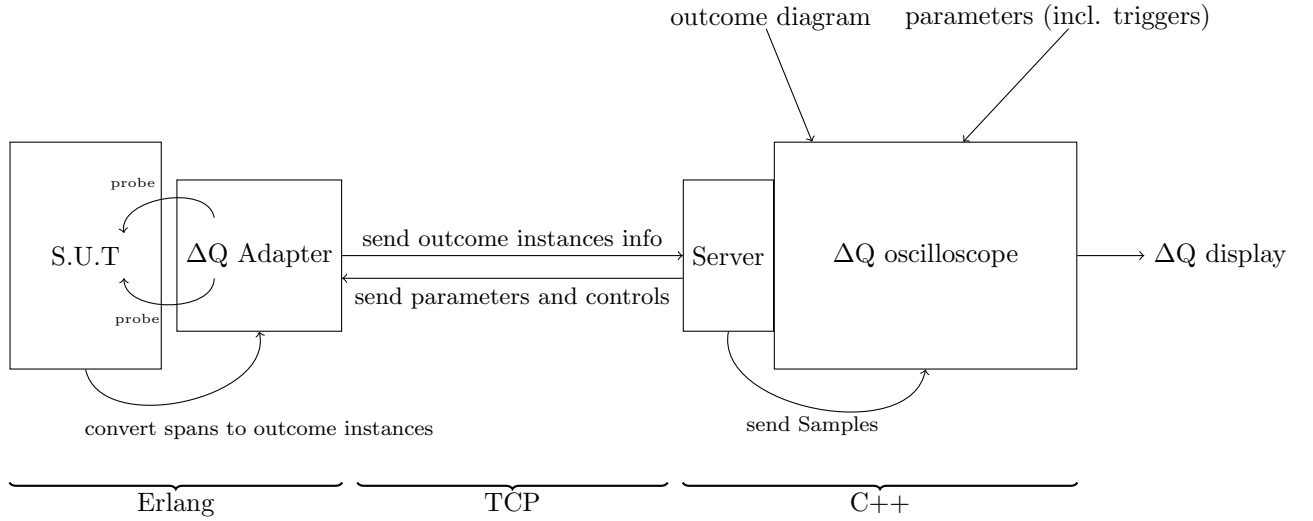 outcome diagram
parameters (incl. triggers)
probe
S.U.T
ΔQ Adapter
probe
send outcome instances info
send parameters and controls
Server
ΔQ oscilloscope
ΔQ display
convert spans to outcome instances
send Samples
Erlang
TCP
C++